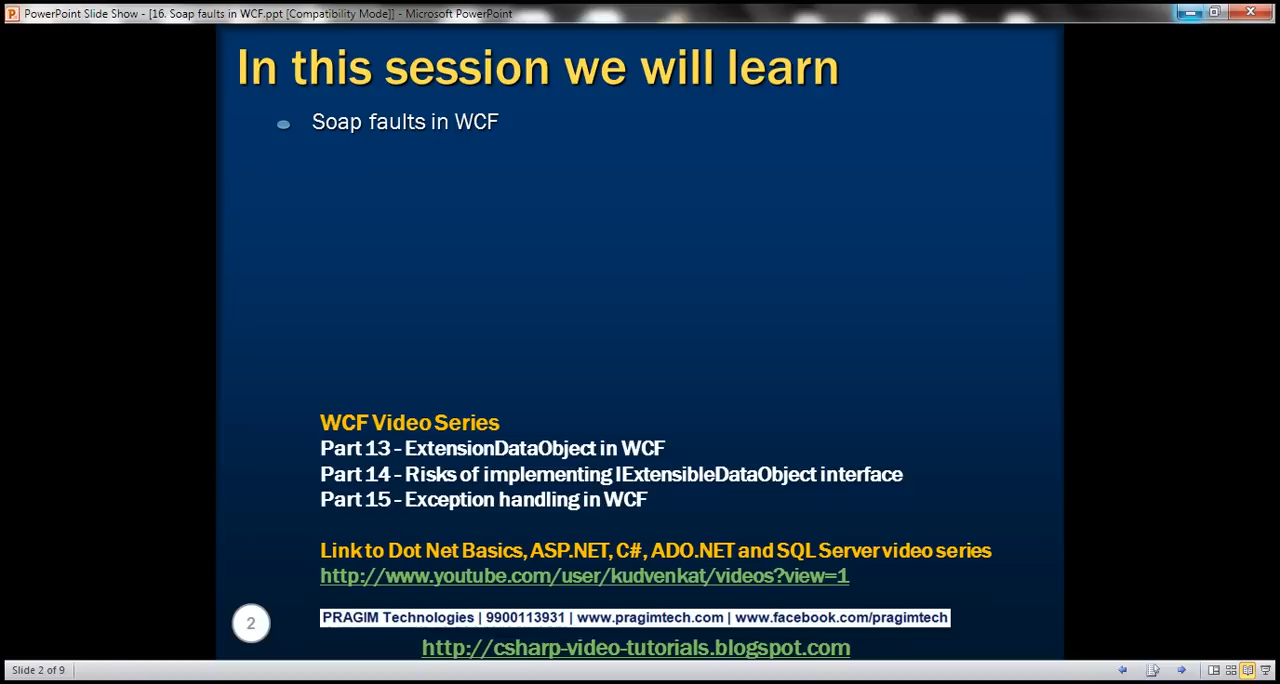 PowerPoint Slide Show - [16. Soap faults in WCF.ppt [Compatibility Mode]] - Microsoft PowerPoint
In this session we will learn
Soap faults in WCF
WCF Video Series
Part 13 - ExtensionDataObject in WCF
Part 14 - Risks of implementing IExtensibleDataObject interface
Part 15 - Exception handling in WCF
Link to Dot Net Basics, ASP.NET, C#, ADO.NET and SQL Server video series
http://www.youtube.com/user/kudvenkat/videos?view=1
2
PRAGIM Technologies | 9900113931 | www.pragimtech.com | www.facebook.com/pragimtech
http://csharp-video-tutorials.blogspot.com
Slide 2 of 9